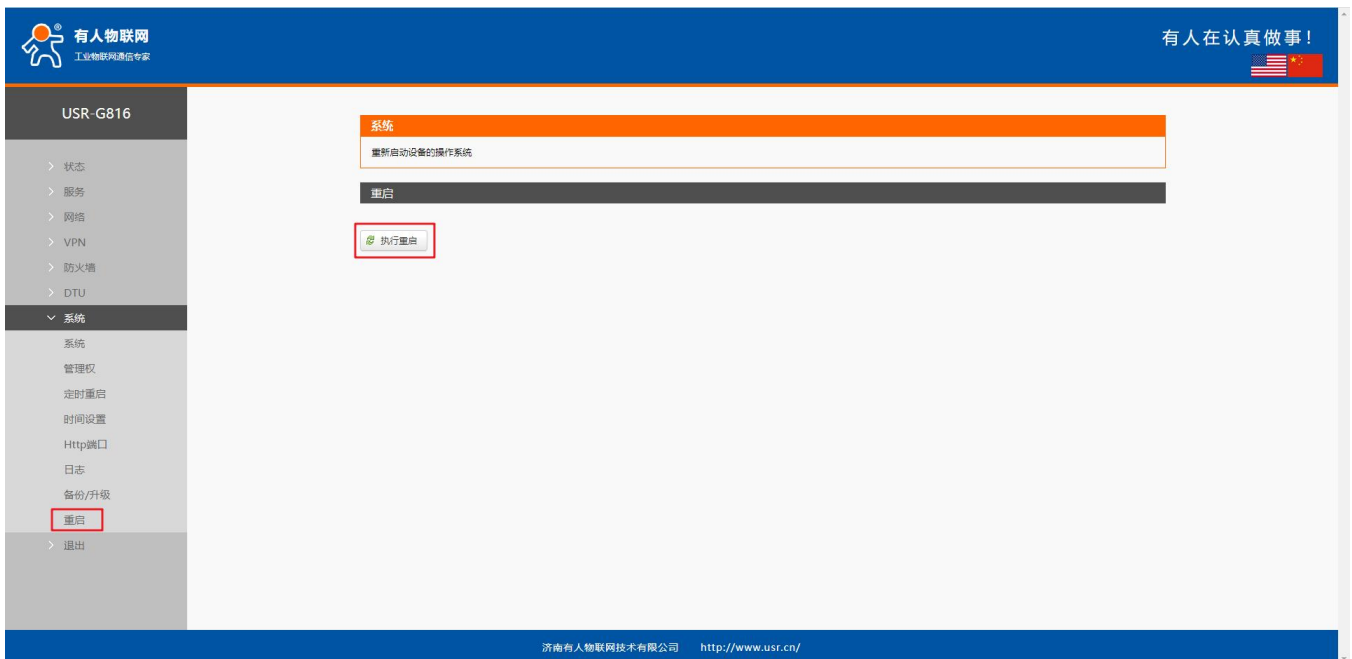 有人物联网
工业物联网通信专家
有人在认真做事！
USR-G816
状态
服务
网络
VPN
防火墙
DTU
系统
系统
管理权
定时重启
时间设置
Http端口
日志
备份/升级
重启
退出
系统
重新启动设备的操作系统
重启
执行重启
济南有人物联网技术有限公司 http://www.usr.cn/